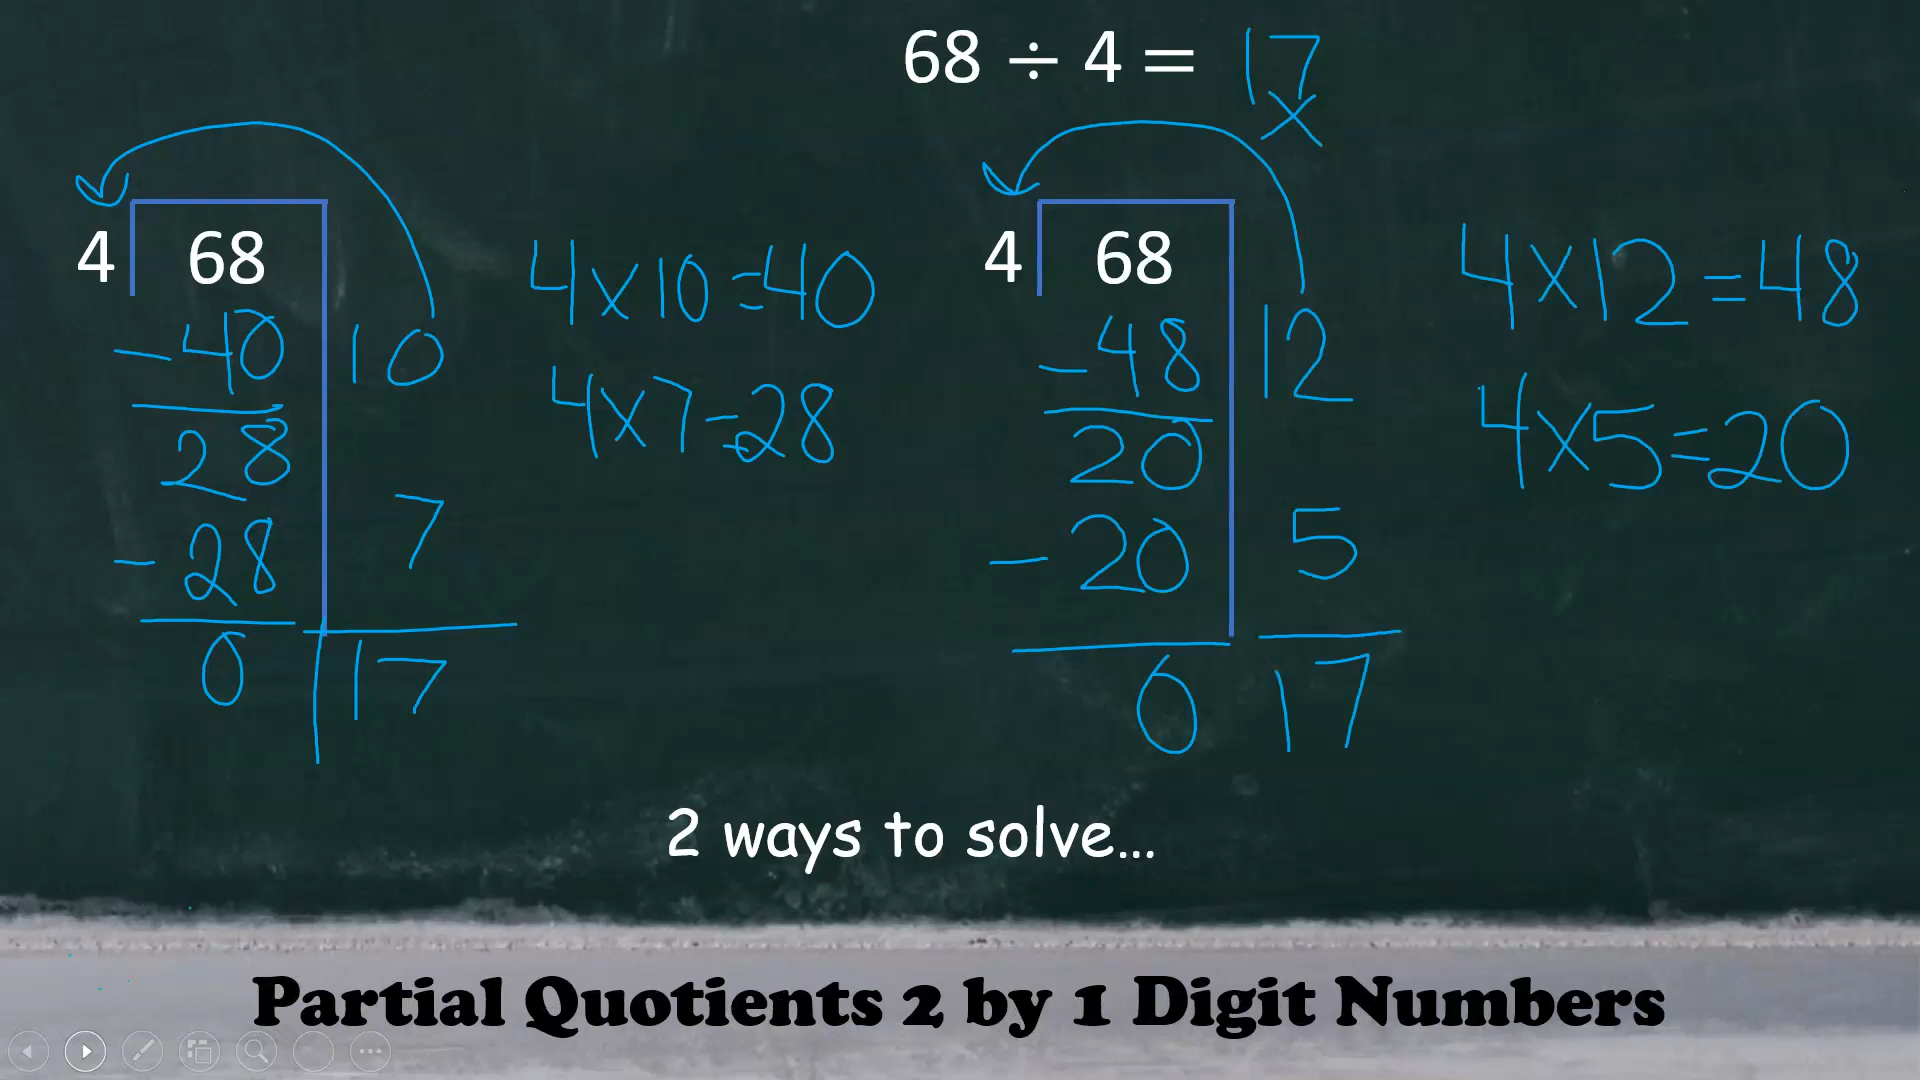 68 ÷ 4 = 17
x
4 68
-40 10
28
-28 7
0 17
4x10=40
4x7=28
4 68
-48 12
20
-20 5
0 17
4x12=48
4x5=20
2 ways to solve...
Partial Quotients 2 by 1 Digit Numbers